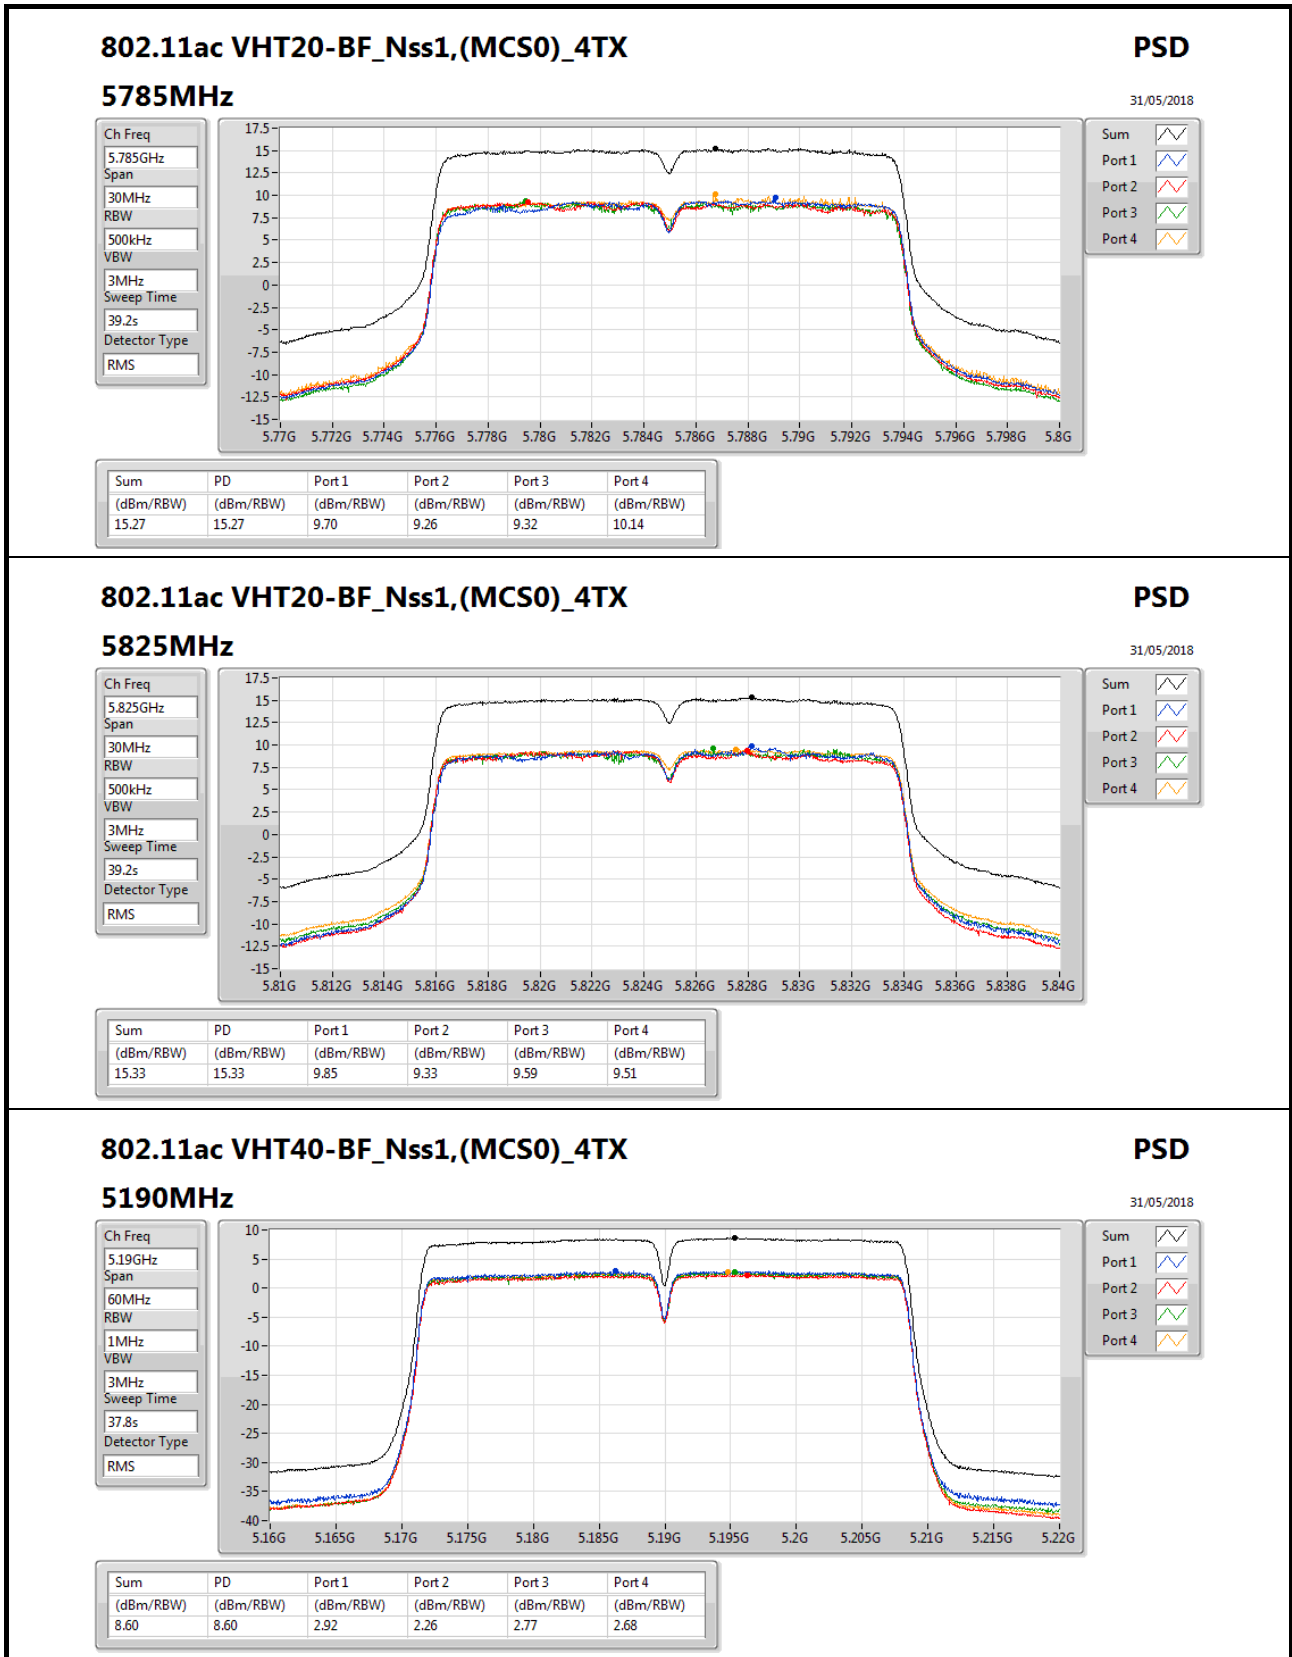 802.11ac VHT20-BF_Nss1,(MCS0)_4TX PSD
5785MHz 31/05/2018
Ch Freq
5.785GHz
Span
30MHz
RBW
500kHz
VBW
3MHz
Sweep Time
39.2s
Detector Type
RMS
17.5
15
12.5
10
7.5
5
2.5
0
-2.5
-5
-7.5
-10
-12.5
-15
5.77G 5.772G 5.774G 5.776G 5.778G 5.78G 5.782G 5.784G 5.786G 5.788G 5.79G 5.792G 5.794G 5.796G 5.798G 5.8G
Sum
Port 1
Port 2
Port 3
Port 4
Sum PD Port 1 Port 2 Port 3 Port 4
(dBm/RBW) (dBm/RBW) (dBm/RBW) (dBm/RBW) (dBm/RBW) (dBm/RBW)
15.27 15.27 9.70 9.26 9.32 10.14
802.11ac VHT20-BF_Nss1,(MCS0)_4TX PSD
5825MHz 31/05/2018
Ch Freq
5.825GHz
Span
30MHz
RBW
500kHz
VBW
3MHz
Sweep Time
39.2s
Detector Type
RMS
17.5
15
12.5
10
7.5
5
2.5
0
-2.5
-5
-7.5
-10
-12.5
-15
5.81G 5.812G 5.814G 5.816G 5.818G 5.82G 5.822G 5.824G 5.826G 5.828G 5.83G 5.832G 5.834G 5.836G 5.838G 5.84G
Sum
Port 1
Port 2
Port 3
Port 4
Sum PD Port 1 Port 2 Port 3 Port 4
(dBm/RBW) (dBm/RBW) (dBm/RBW) (dBm/RBW) (dBm/RBW) (dBm/RBW)
15.33 15.33 9.85 9.33 9.59 9.51
802.11ac VHT40-BF_Nss1,(MCS0)_4TX PSD
5190MHz 31/05/2018
Ch Freq
5.19GHz
Span
60MHz
RBW
1MHz
VBW
3MHz
Sweep Time
37.8s
Detector Type
RMS
10
5
0
-5
-10
-15
-20
-25
-30
-35
-40
5.16G 5.165G 5.17G 5.175G 5.18G 5.185G 5.19G 5.195G 5.2G 5.205G 5.21G 5.215G 5.22G
Sum
Port 1
Port 2
Port 3
Port 4
Sum PD Port 1 Port 2 Port 3 Port 4
(dBm/RBW) (dBm/RBW) (dBm/RBW) (dBm/RBW) (dBm/RBW) (dBm/RBW)
8.60 8.60 2.92 2.26 2.77 2.68